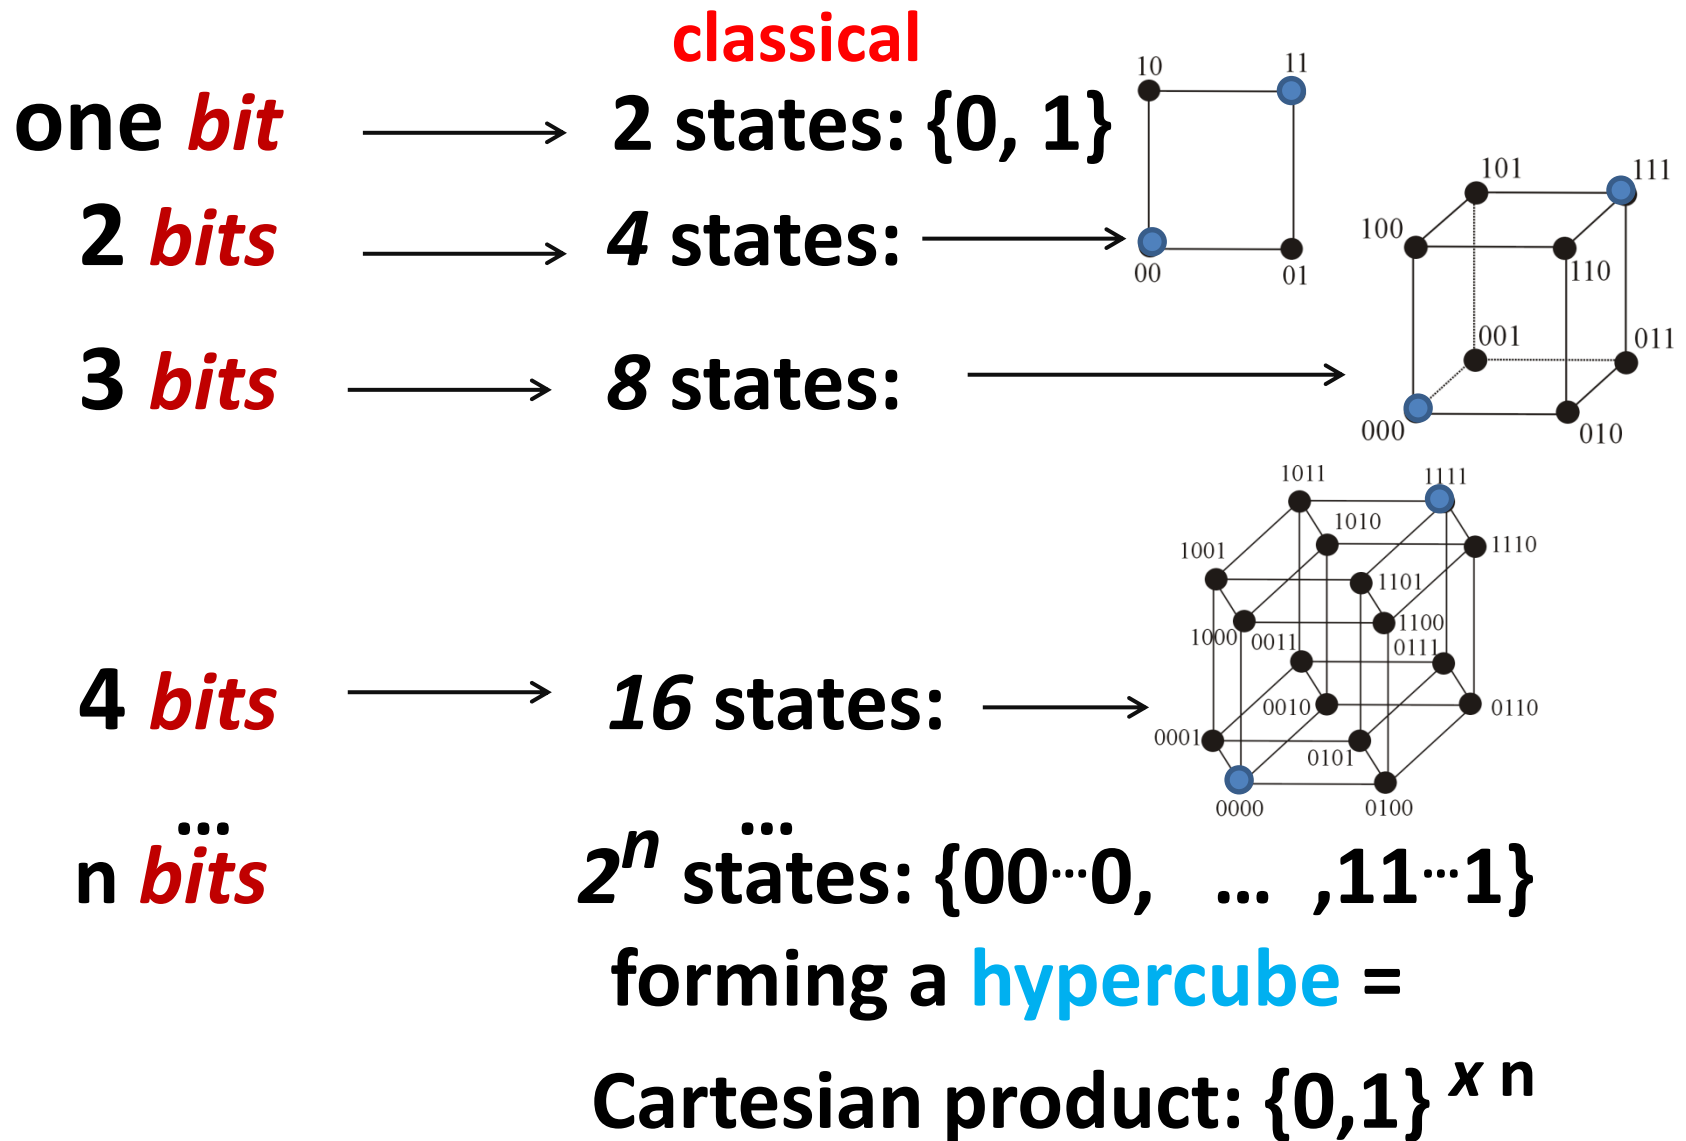 classical
one bit 2 states: {0, 1}
10 11
00 01
2 bits 4 states:
101 111
100 110
001 011
000 010
3 bits 8 states:
1011 1111
1010 1110
1001 1101
1000 0011 1100 0111
0010 0110
0001 0101
0000 0100
4 bits 16 states:
... ...
n bits 2ⁿ states: {00...0, ... ,11...1}
forming a hypercube =
Cartesian product: {0,1} ˣ ⁿ